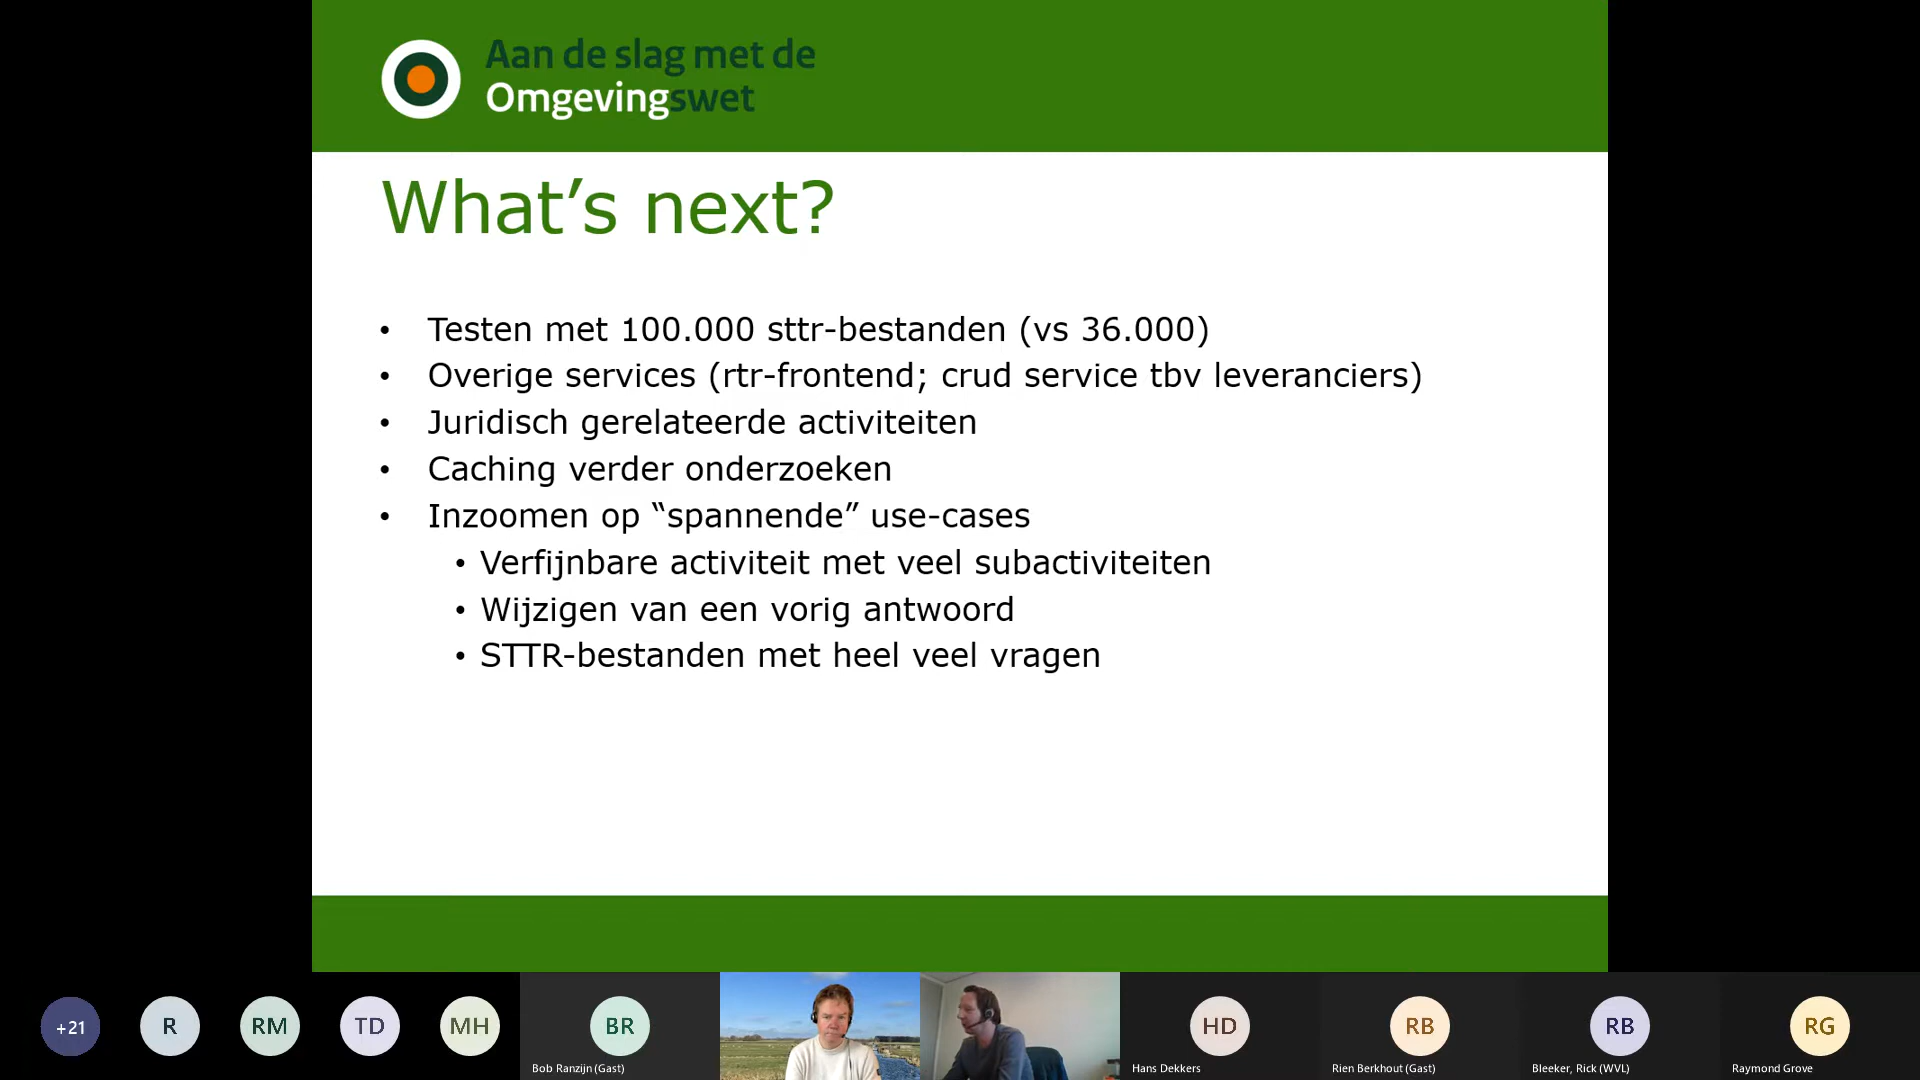 Aan de slag met de
Omgevingswet
What’s next?
• Testen met 100.000 sttr-bestanden (vs 36.000)
• Overige services (rtr-frontend; crud service tbv leveranciers)
• Juridisch gerelateerde activiteiten
• Caching verder onderzoeken
• Inzoomen op “spannende” use-cases
• Verfijnbare activiteit met veel subactiviteiten
• Wijzigen van een vorig antwoord
• STTR-bestanden met heel veel vragen
+21
R
RM
TD
MH
BR
Bob Ranzijn (Gast)
HD
Hans Dekkers
RB
Rien Berkhout (Gast)
RB
Bleeker, Rick (WVL)
RG
Raymond Grove